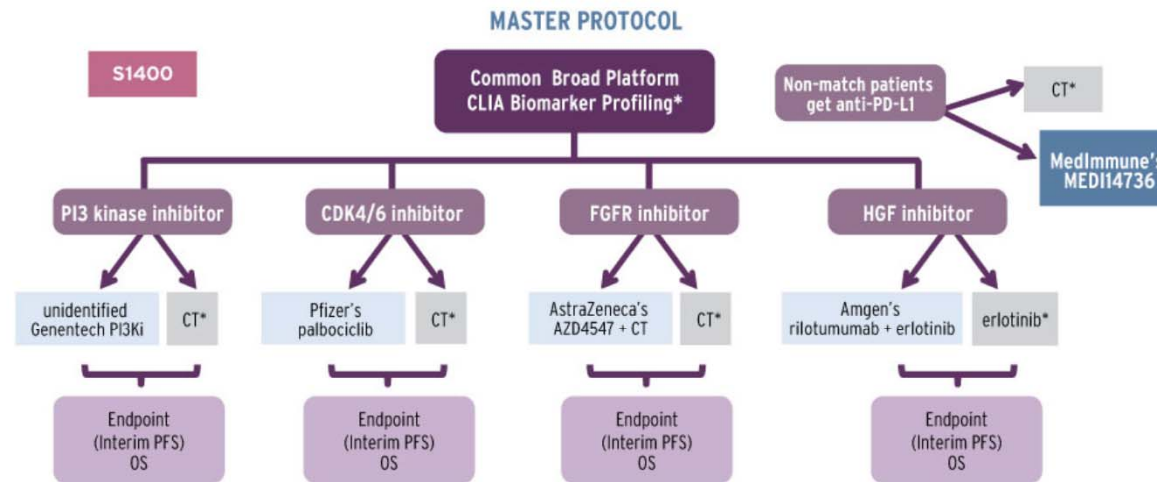 MASTER PROTOCOL
S1400
Common Broad Platform
CLIA Biomarker Profiling*
Non-match patients
get anti-PD-L1
CT*
MedImmune's
MEDI14736
PI3 kinase inhibitor
CDK4/6 inhibitor
FGFR inhibitor
HGF inhibitor
unidentified
Genentech PI3Ki
CT*
Pfizer's
palbociclib
CT*
AstraZeneca's
AZD4547 + CT
CT*
Amgen's
rilotumumab + erlotinib
erlotinib*
Endpoint
(Interim PFS)
OS
Endpoint
(Interim PFS)
OS
Endpoint
(Interim PFS)
OS
Endpoint
(Interim PFS)
OS